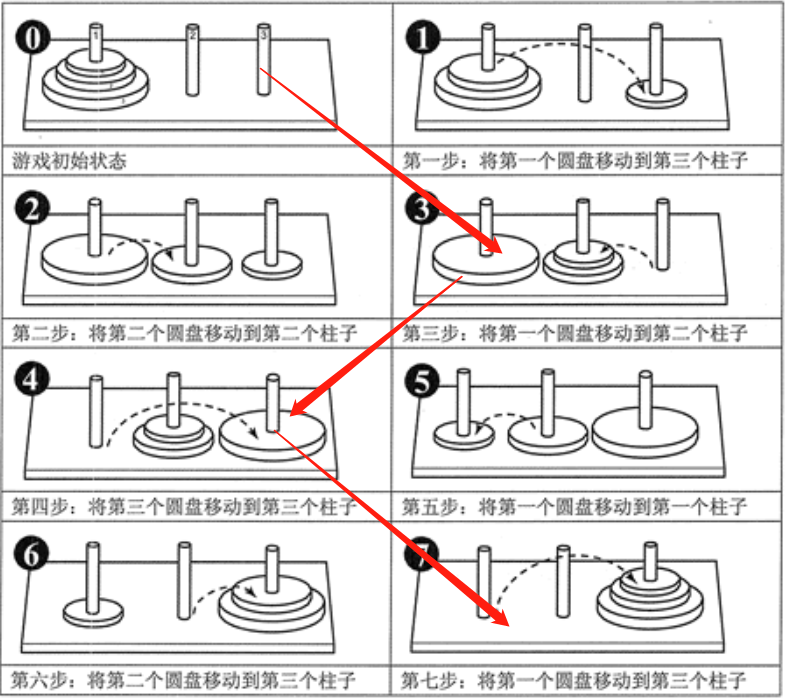 0
1
1 2 3
游戏初始状态
第一步：将第一个圆盘移动到第三个柱子
2
3
第二步：将第二个圆盘移动到第二个柱子
第三步：将第一个圆盘移动到第二个柱子
4
5
第四步：将第三个圆盘移动到第三个柱子
第五步：将第一个圆盘移动到第一个柱子
6
7
第六步：将第二个圆盘移动到第三个柱子
第七步：将第一个圆盘移动到第三个柱子